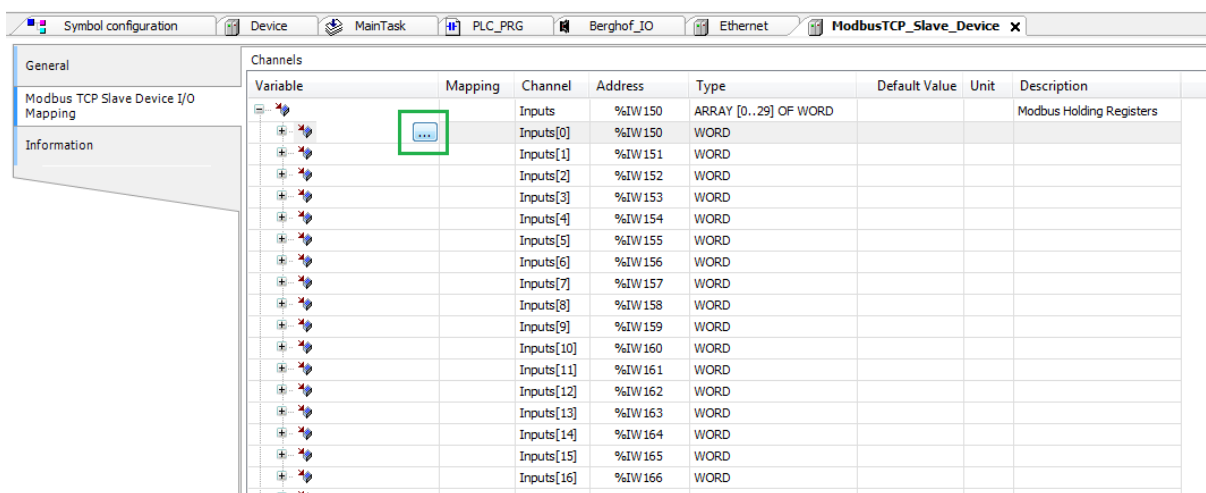 Symbol configuration Device MainTask PLC_PRG Berghof_IO Ethernet ModbusTCP_Slave_Device X
General
Modbus TCP Slave Device I/O
Mapping
Information
Channels
Variable Mapping Channel Address Type Default Value Unit Description
Inputs %IW150 ARRAY [0..29] OF WORD Modbus Holding Registers
... Inputs[0] %IW150 WORD
Inputs[1] %IW151 WORD
Inputs[2] %IW152 WORD
Inputs[3] %IW153 WORD
Inputs[4] %IW154 WORD
Inputs[5] %IW155 WORD
Inputs[6] %IW156 WORD
Inputs[7] %IW157 WORD
Inputs[8] %IW158 WORD
Inputs[9] %IW159 WORD
Inputs[10] %IW160 WORD
Inputs[11] %IW161 WORD
Inputs[12] %IW162 WORD
Inputs[13] %IW163 WORD
Inputs[14] %IW164 WORD
Inputs[15] %IW165 WORD
Inputs[16] %IW166 WORD